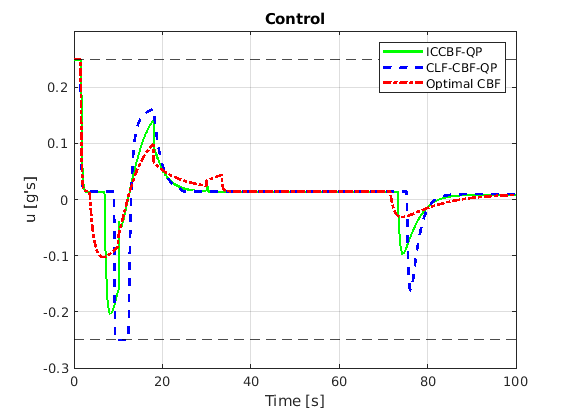 Control
ICCBF-QP
CLF-CBF-QP
Optimal CBF
u [g's]
0.2
0.1
0
-0.1
-0.2
-0.3
0 20 40 60 80 100
Time [s]